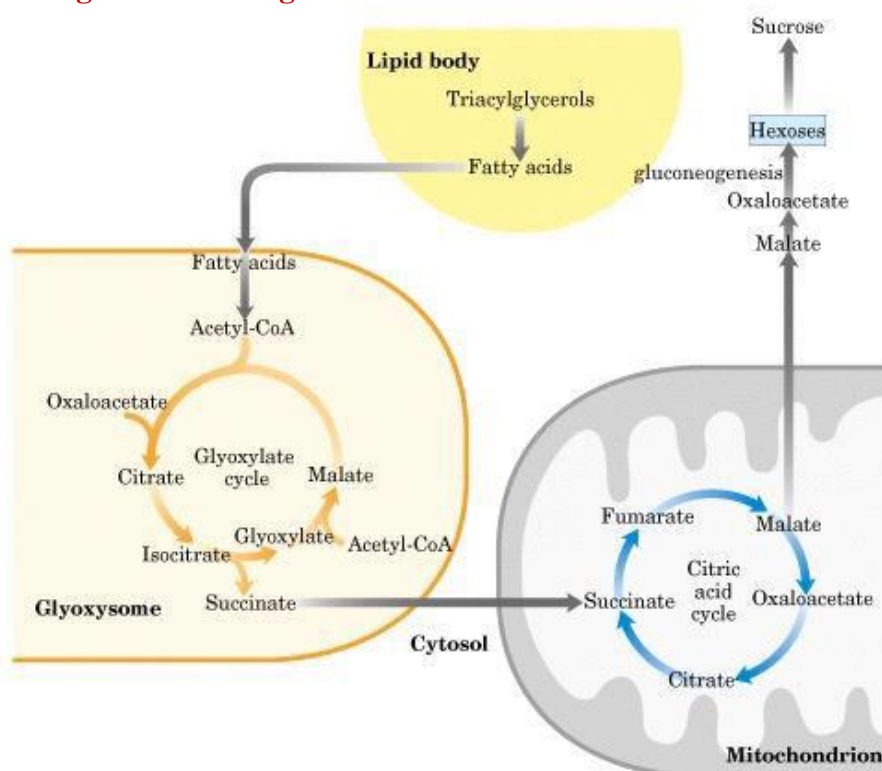 Sucrose
Lipid body
Triacylglycerols
Hexoses
Fatty acids
gluconeogenesis
Oxaloacetate
Malate
Fatty acids
Acetyl-CoA
Oxaloacetate
Glyoxylate
cycle
Citrate
Malate
Glyoxylate
Isocitrate
Acetyl-CoA
Succinate
Glyoxysome
Cytosol
Fumarate
Malate
Citric
acid
cycle
Succinate
Oxaloacetate
Citrate
Mitochondrion